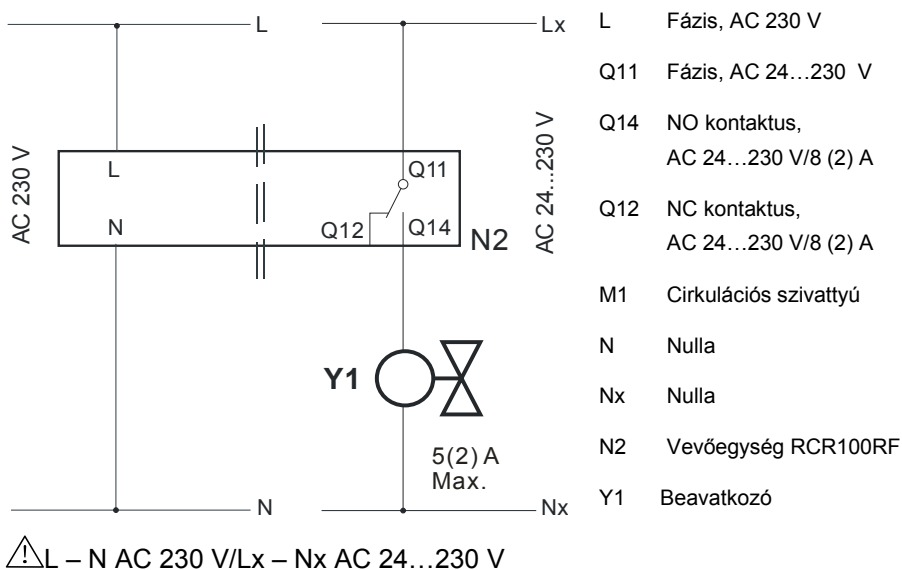 L
Lx
AC 230 V
L
Q11
N
Q12
Q14
N2
AC 24...230 V
Y1
5(2) A
Max.
N
Nx
L Fázis, AC 230 V
Q11 Fázis, AC 24…230 V
Q14 NO kontaktus,
AC 24…230 V/8 (2) A
Q12 NC kontaktus,
AC 24…230 V/8 (2) A
M1 Cirkulációs szivattyú
N Nulla
Nx Nulla
N2 Vevőegység RCR100RF
Y1 Beavatkozó
L – N AC 230 V/Lx – Nx AC 24…230 V